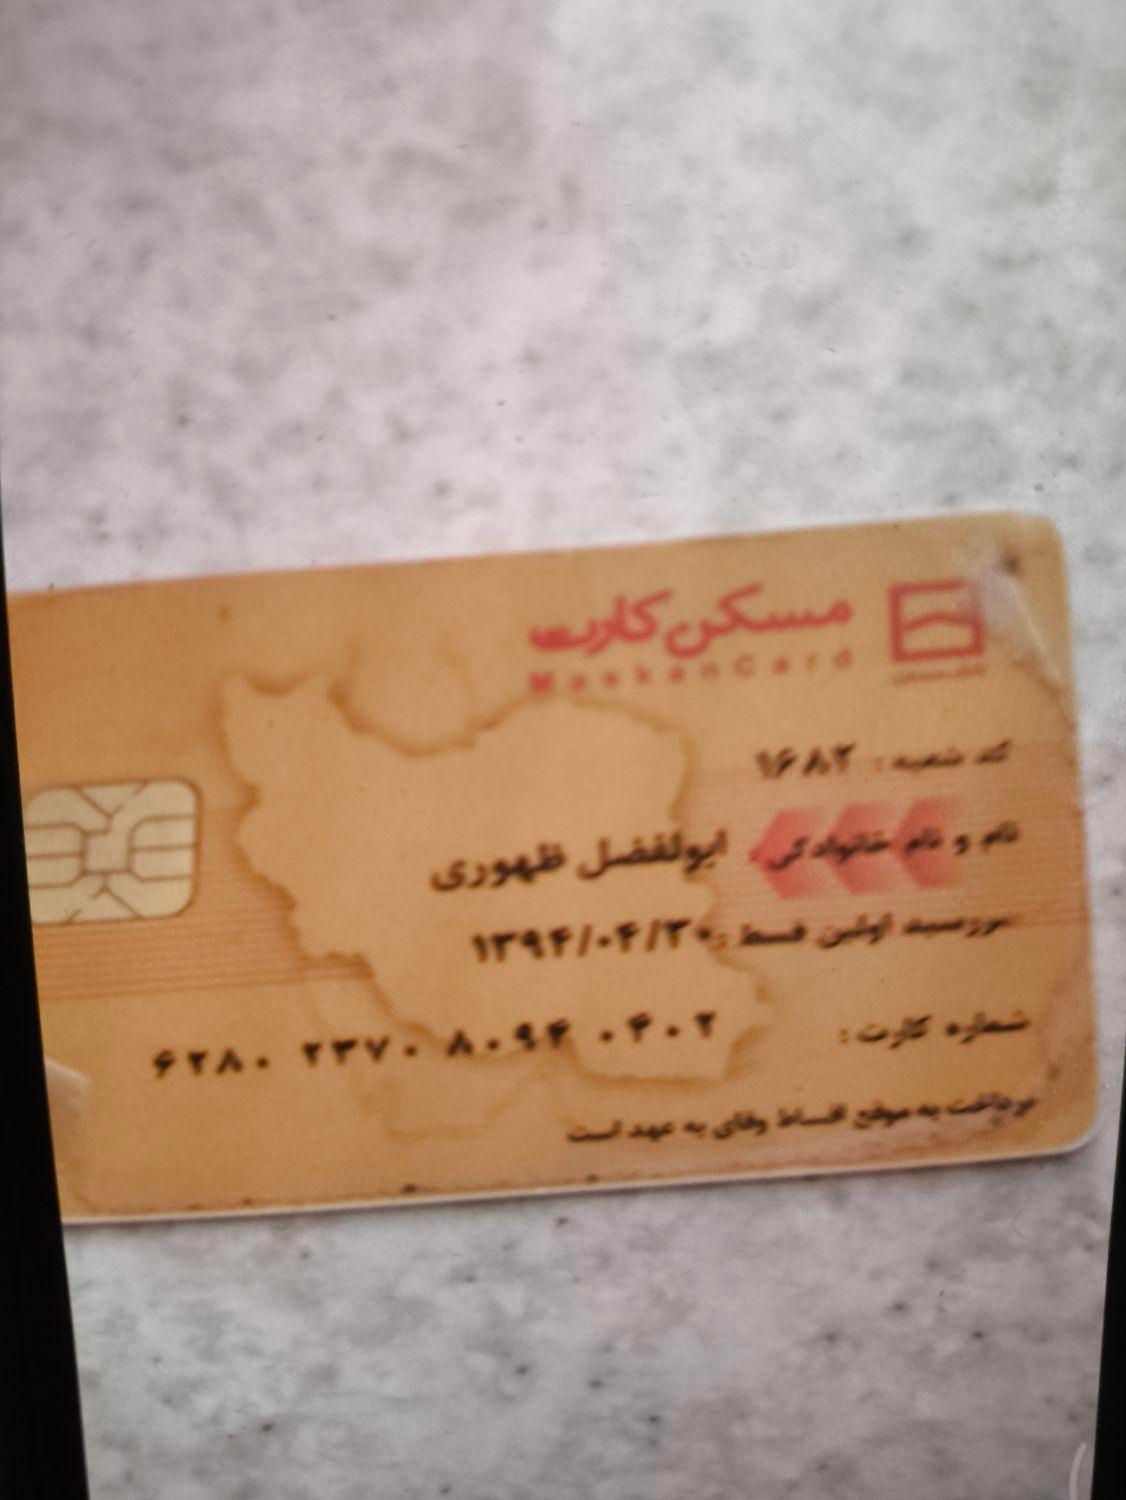 مسکن کارت
MaskanCard
کد شعبه : ۱۶۸۲
نام و نام خانوادگی : ابولفضل ظهوری
سررسید اولین قسط : ۱۳۹۴/۰۴/۳۰
شماره کارت : ۶۲۸۰ ۲۳۷۰ ۸۰۹۴ ۰۴۰۲
پرداخت به موقع اقساط وفای به عهد است